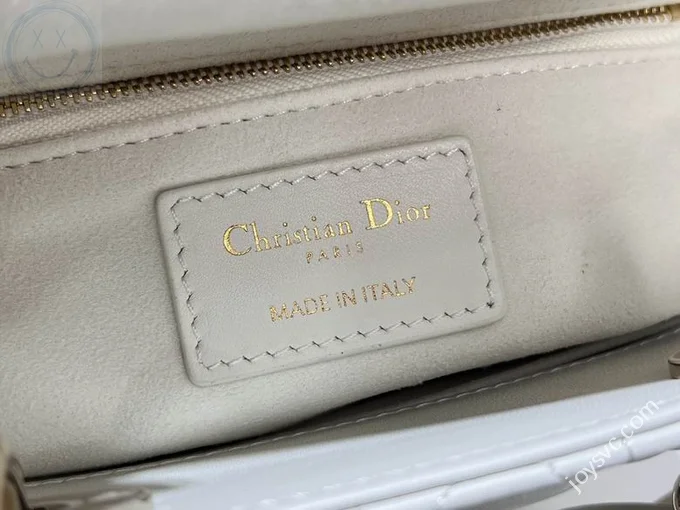 Christian Dior
PARIS
MADE IN ITALY
joysvc.com